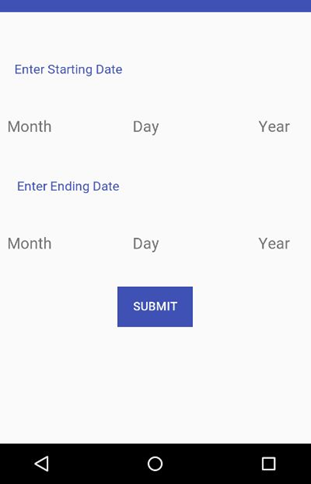 Enter Starting Date
Month Day Year
Enter Ending Date
Month Day Year
SUBMIT